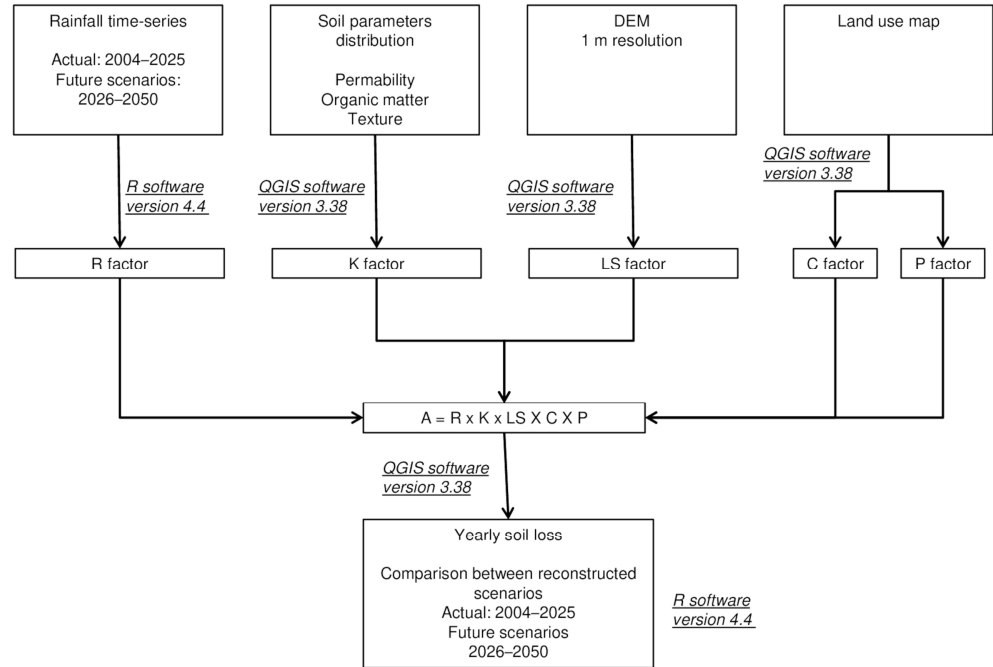 Rainfall time-series
Actual: 2004–2025
Future scenarios:
2026–2050
Soil parameters
distribution
Permability
Organic matter
Texture
DEM
1 m resolution
Land use map
R software
version 4.4
QGIS software
version 3.38
QGIS software
version 3.38
QGIS software
version 3.38
R factor
K factor
LS factor
C factor
P factor
A = R x K x LS X C X P
QGIS software
version 3.38
Yearly soil loss
Comparison between reconstructed
scenarios
Actual: 2004–2025
Future scenarios
2026–2050
R software
version 4.4